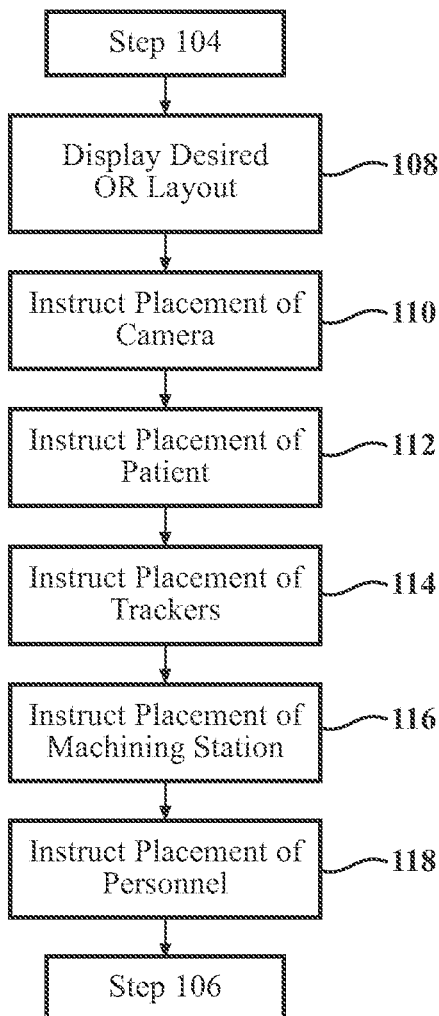 Step 104
Display Desired
OR Layout
108
Instruct Placement of
Camera
110
Instruct Placement of
Patient
112
Instruct Placement of
Trackers
114
Instruct Placement of
Machining Station
116
Instruct Placement of
Personnel
118
Step 106